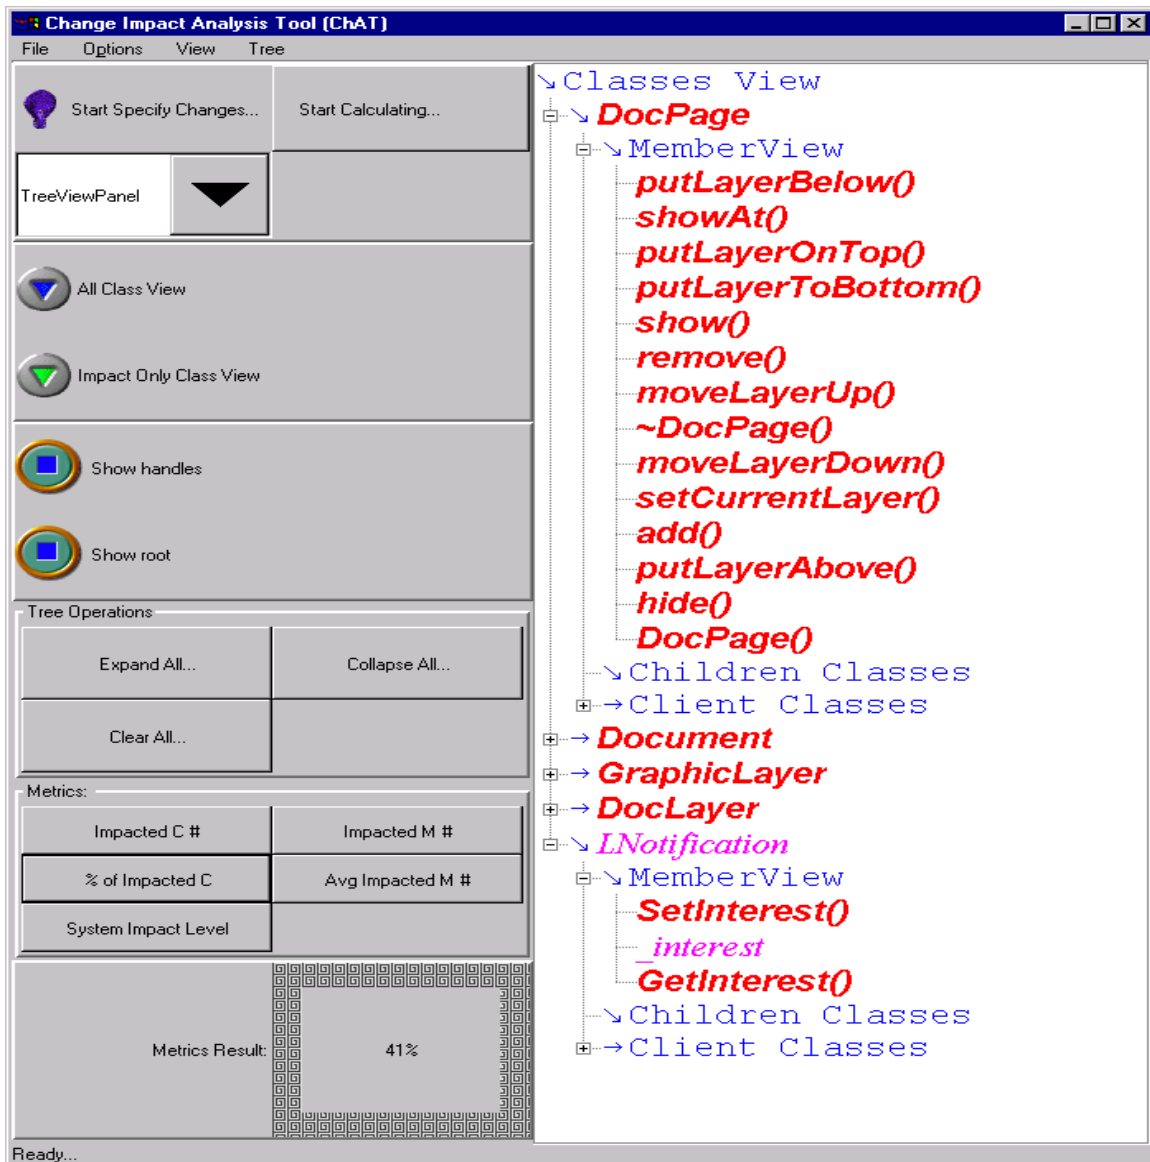 Change Impact Analysis Tool (ChAT)
File Options View Tree
Start Specify Changes... Start Calculating...
TreeViewPanel
All Class View
Impact Only Class View
Show handles
Show root
Tree Operations
Expand All... Collapse All...
Clear All...
Metrics:
Impacted C # Impacted M #
% of Impacted C Avg Impacted M #
System Impact Level
Metrics Result: 41%
Ready...
Classes View
DocPage
MemberView
putLayerBelow()
showAt()
putLayerOnTop()
putLayerToBottom()
show()
remove()
moveLayerUp()
~DocPage()
moveLayerDown()
setCurrentLayer()
add()
putLayerAbove()
hide()
DocPage()
Children Classes
Client Classes
Document
GraphicLayer
DocLayer
LNotification
MemberView
SetInterest()
_interest
GetInterest()
Children Classes
Client Classes